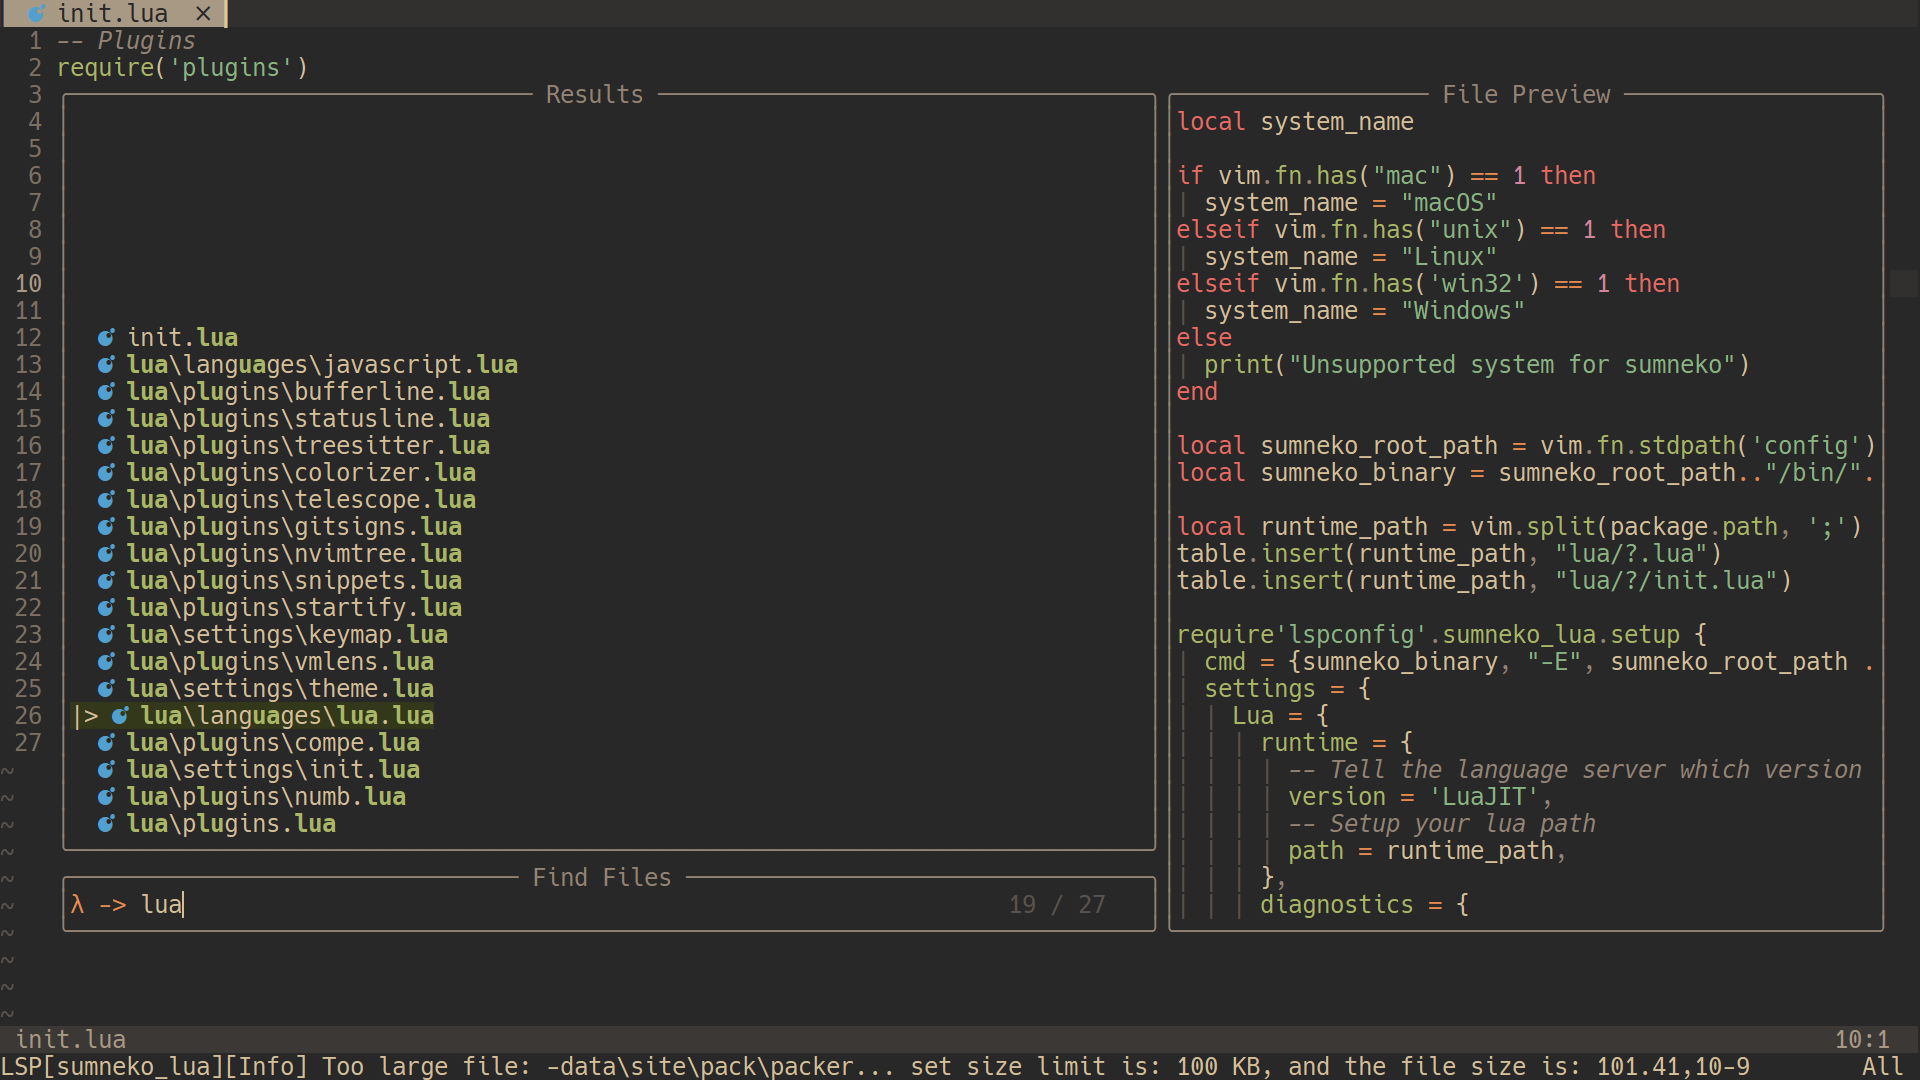 init.lua ×
1 -- Plugins
2 require('plugins')
3
4
5
6
7
8
9
10
11
12
13
14
15
16
17
18
19
20
21
22
23
24
25
26
27
~
~
~
~
~
~
~
~
~
~
Results
init.lua
lua\languages\javascript.lua
lua\plugins\bufferline.lua
lua\plugins\statusline.lua
lua\plugins\treesitter.lua
lua\plugins\colorizer.lua
lua\plugins\telescope.lua
lua\plugins\gitsigns.lua
lua\plugins\nvimtree.lua
lua\plugins\snippets.lua
lua\plugins\startify.lua
lua\settings\keymap.lua
lua\plugins\vmlens.lua
lua\settings\theme.lua
|> lua\languages\lua.lua
lua\plugins\compe.lua
lua\settings\init.lua
lua\plugins\numb.lua
lua\plugins.lua
Find Files
λ -> lua 19 / 27
File Preview
local system_name
if vim.fn.has("mac") == 1 then
system_name = "macOS"
elseif vim.fn.has("unix") == 1 then
system_name = "Linux"
elseif vim.fn.has('win32') == 1 then
system_name = "Windows"
else
print("Unsupported system for sumneko")
end
local sumneko_root_path = vim.fn.stdpath('config')
local sumneko_binary = sumneko_root_path.."/bin/".
local runtime_path = vim.split(package.path, ';')
table.insert(runtime_path, "lua/?.lua")
table.insert(runtime_path, "lua/?/init.lua")
require'lspconfig'.sumneko_lua.setup {
cmd = {sumneko_binary, "-E", sumneko_root_path .
settings = {
Lua = {
runtime = {
-- Tell the language server which version
version = 'LuaJIT',
-- Setup your lua path
path = runtime_path,
},
diagnostics = {
init.lua 10:1
LSP[sumneko_lua][Info] Too large file: -data\site\pack\packer... set size limit is: 100 KB, and the file size is: 101.41,10-9 All